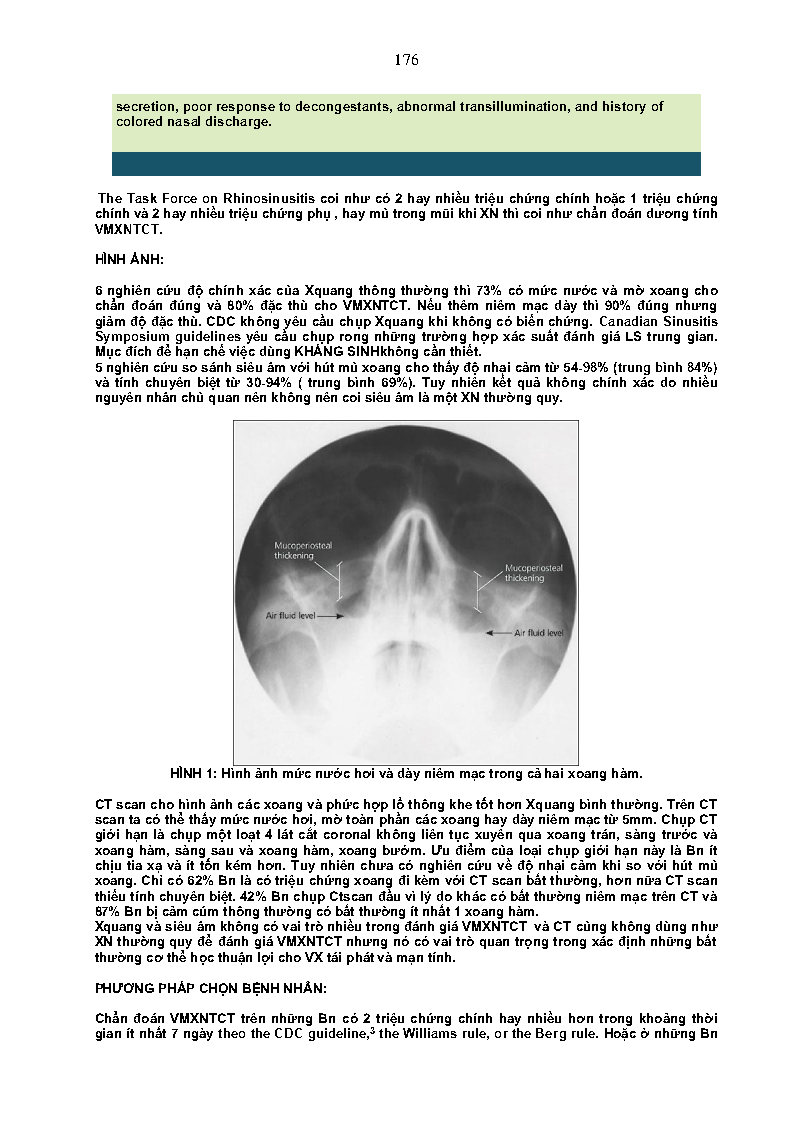 176
secretion, poor response to decongestants, abnormal transillumination, and history of
colored nasal discharge.
The Task Force on Rhinosinusitis coi như có 2 hay nhiều triệu chứng chính hoặc 1 triệu chứng
chính và 2 hay nhiều triệu chứng phụ , hay mủ trong mũi khi XN thì coi như chẩn đoán dương tính
VMXNTCT.
HÌNH ẢNH:
6 nghiên cứu độ chính xác của Xquang thông thường thì 73% có mức nước và mờ xoang cho
chẩn đoán đúng và 80% đặc thù cho VMXNTCT. Nếu thêm niêm mạc dày thì 90% đúng nhưng
giảm độ đặc thù. CDC không yêu cầu chụp Xquang khi không có biến chứng. Canadian Sinusitis
Symposium guidelines yêu cầu chụp rong những trường hợp xác suất đánh giá LS trung gian.
Mục đích để hạn chế việc dùng KHÁNG SINHkhông cần thiết.
5 nghiên cứu so sánh siêu âm với hút mủ xoang cho thấy độ nhại cảm từ 54-98% (trung bình 84%)
và tính chuyên biệt từ 30-94% ( trung bình 69%). Tuy nhiên kết quả không chính xác do nhiều
nguyên nhân chủ quan nên không nên coi siêu âm là một XN thường quy.
Mucoperiosteal
thickening
Mucoperiosteal
thickening
Air fluid level
Air fluid level
HÌNH 1: Hình ảnh mức nước hơi và dày niêm mạc trong cả hai xoang hàm.
CT scan cho hình ảnh các xoang và phức hợp lổ thông khe tốt hơn Xquang bình thường. Trên CT
scan ta có thể thấy mức nước hơi, mờ toàn phần các xoang hay dày niêm mạc từ 5mm. Chụp CT
giới hạn là chụp một loạt 4 lát cắt coronal không liên tục xuyên qua xoang trán, sàng trước và
xoang hàm, sàng sau và xoang hàm, xoang bướm. Ưu điểm của loại chụp giới hạn này là Bn ít
chịu tia xạ và ít tốn kém hơn. Tuy nhiên chưa có nghiên cứu về độ nhại cảm khi so với hút mủ
xoang. Chỉ có 62% Bn là có triệu chứng xoang đi kèm với CT scan bất thường, hơn nữa CT scan
thiếu tính chuyên biệt. 42% Bn chụp Ctscan đầu vì lý do khác có bất thường niêm mạc trên CT và
87% Bn bị cảm cúm thông thường có bất thường ít nhất 1 xoang hàm.
Xquang và siêu âm không có vai trò nhiều trong đánh giá VMXNTCT và CT cũng không dùng như
XN thường quy để đánh giá VMXNTCT nhưng nó có vai trò quan trọng trong xác định những bất
thường cơ thể học thuận lợi cho VX tái phát và mạn tính.
PHƯƠNG PHÁP CHỌN BỆNH NHÂN:
Chẩn đoán VMXNTCT trên những Bn có 2 triệu chứng chính hay nhiều hơn trong khoảng thời
gian ít nhất 7 ngày theo the CDC guideline,³ the Williams rule, or the Berg rule. Hoặc ở những Bn